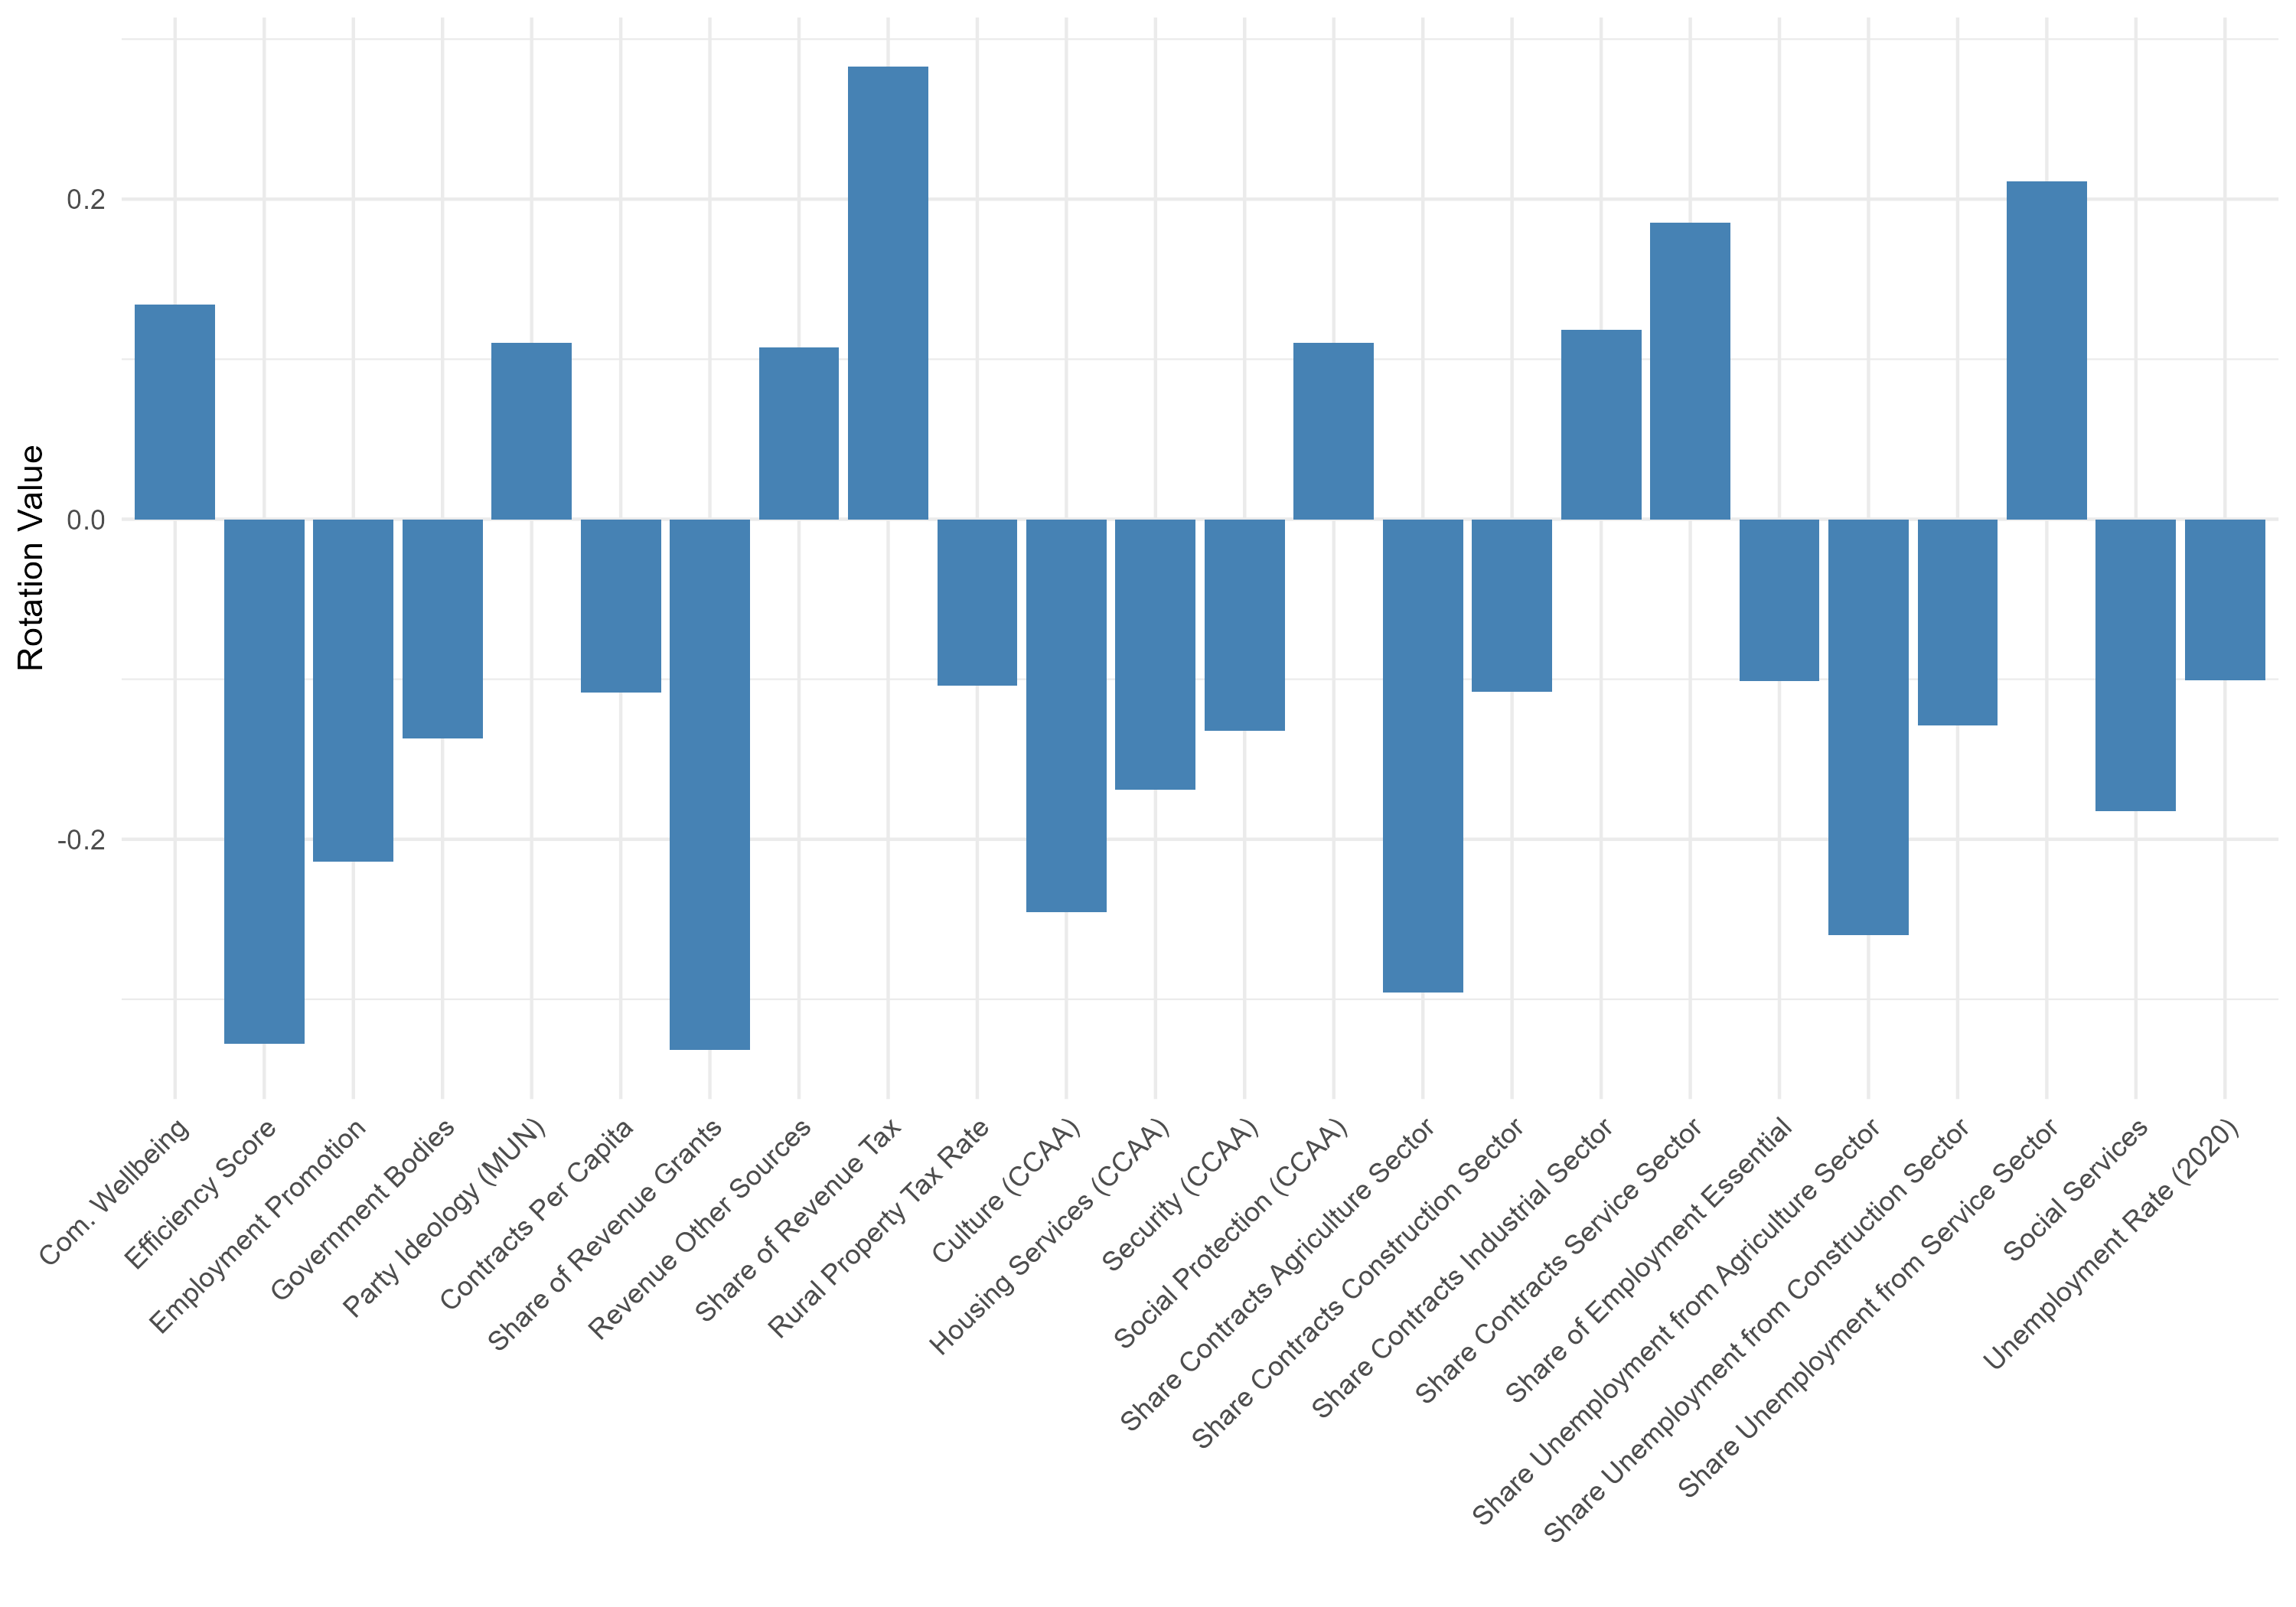 Rotation Value
0.2
0.0
-0.2
Com. Wellbeing
Efficiency Score
Employment Promotion
Government Bodies
Party Ideology (MUN)
Contracts Per Capita
Share of Revenue Grants
Revenue Other Sources
Share of Revenue Tax
Rural Property Tax Rate
Culture (CCAA)
Housing Services (CCAA)
Security (CCAA)
Social Protection (CCAA)
Share Contracts Agriculture Sector
Share Contracts Construction Sector
Share Contracts Industrial Sector
Share Contracts Service Sector
Share of Employment Essential
Share Unemployment from Agriculture Sector
Share Unemployment from Construction Sector
Share Unemployment from Service Sector
Social Services
Unemployment Rate (2020)